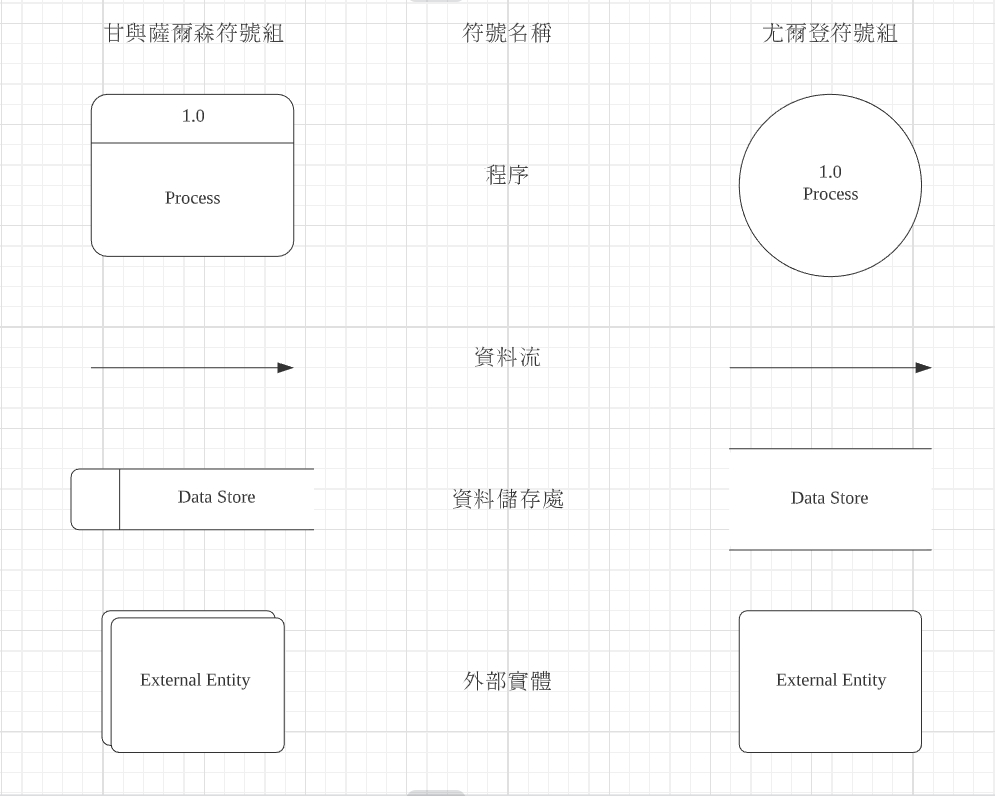 甘與薩爾森符號組 符號名稱 尤爾登符號組
1.0
Process
程序
1.0
Process
資料流
Data Store
資料儲存處
Data Store
External Entity
外部實體
External Entity